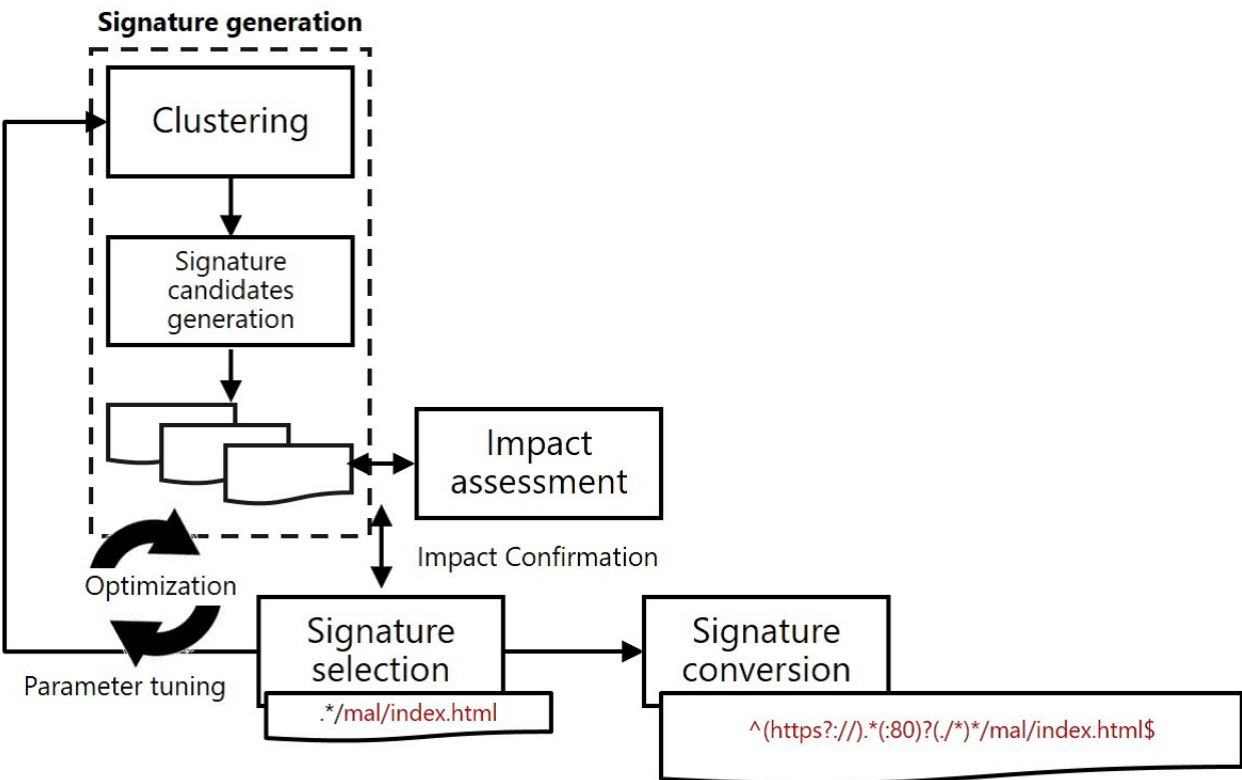 Signature generation
Clustering
Signature
candidates
generation
Impact
assessment
Impact Confirmation
Optimization
Signature
selection
Signature
conversion
Parameter tuning
.*/mal/index.html
^(https?://).*(:80)?(./*)*/mal/index.html$